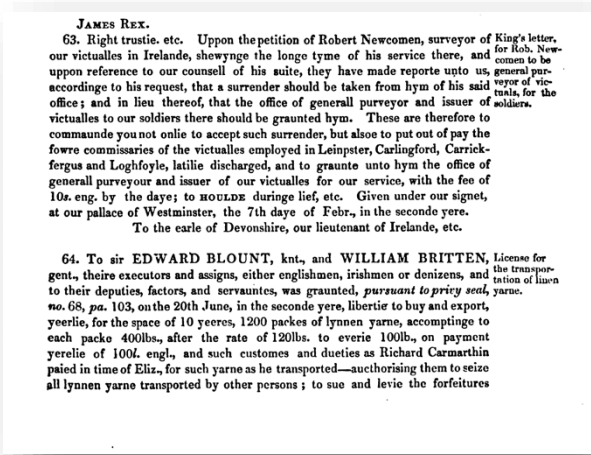 JAMES REX.
63. Right trustie. etc. Upon the petition of Robert Newcomen, surveyor of
our victualles in Irelande, shewynge the longe tyme of his service there, and
uppon reference to our counsell of his suite, they have made reporte upto us,
accordinge to his request, that a surrender should be taken from hym of his said
office; and in lieu thereof, that the office of generall purveyor and issuer of
victualles to our soldiers there should be graunted hym. These are therefore to
commaunde you not onlie to accept such surrender, but alsoe to put out of pay the
fowre commissaries of the victualles employed in Leinpster, Carlingford, Carrick-
fergus and Loghfoyle, latilie discharged, and to graunte unto hym the office of
generall purveyour and issuer of our victualles for our service, with the fee of
10s. eng. by the daye; to HOULDE duringe lief, etc. Given under our signet,
at our pallace of Westminster, the 7th daye of Febr., in the seconde yere.
To the earle of Devonshire, our lieutenant of Irelande, etc.
King's letter,
for Rob. New-
comen to be
general pur-
veyor of vic-
tuals, for the
soldiers.
64. To sir EDWARD BLOUNT, knt., and WILLIAM BRITTEN,
gent., theire executors and assigns, either englishmen, irishmen or denizens, and
to their deputies, factors, and servauntes, was graunted, pursuant to privy seal,
no. 68, pa. 103, on the 20th June, in the seconde yere, libertie to buy and export,
yeerlie, for the space of 10 yeeres, 1200 packes of lynnen yarne, accomptinge to
each packe 400lbs., after the rate of 120lbs. to everie 100lb., on payment
yerelie of 100l. engl., and such customes and dueties as Richard Carmarthin
paied in time of Eliz., for such yarne as he transported—aucthorising them to seize
all lynnen yarne transported by other persons; to sue and levie the forfeitures
License for
the transpor-
tation of linen
yarne.